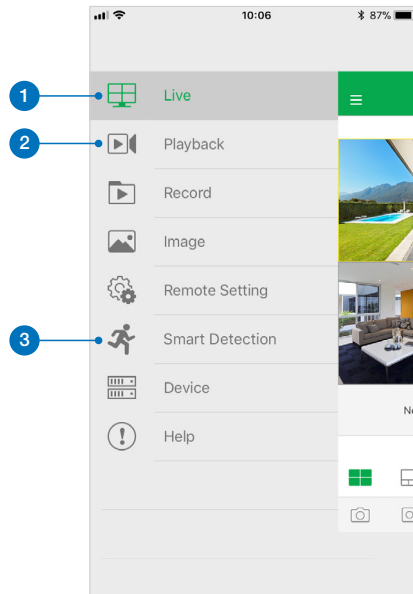 10:06
87%
1
Live
2
Playback
Record
Image
Remote Setting
3
Smart Detection
Device
Help